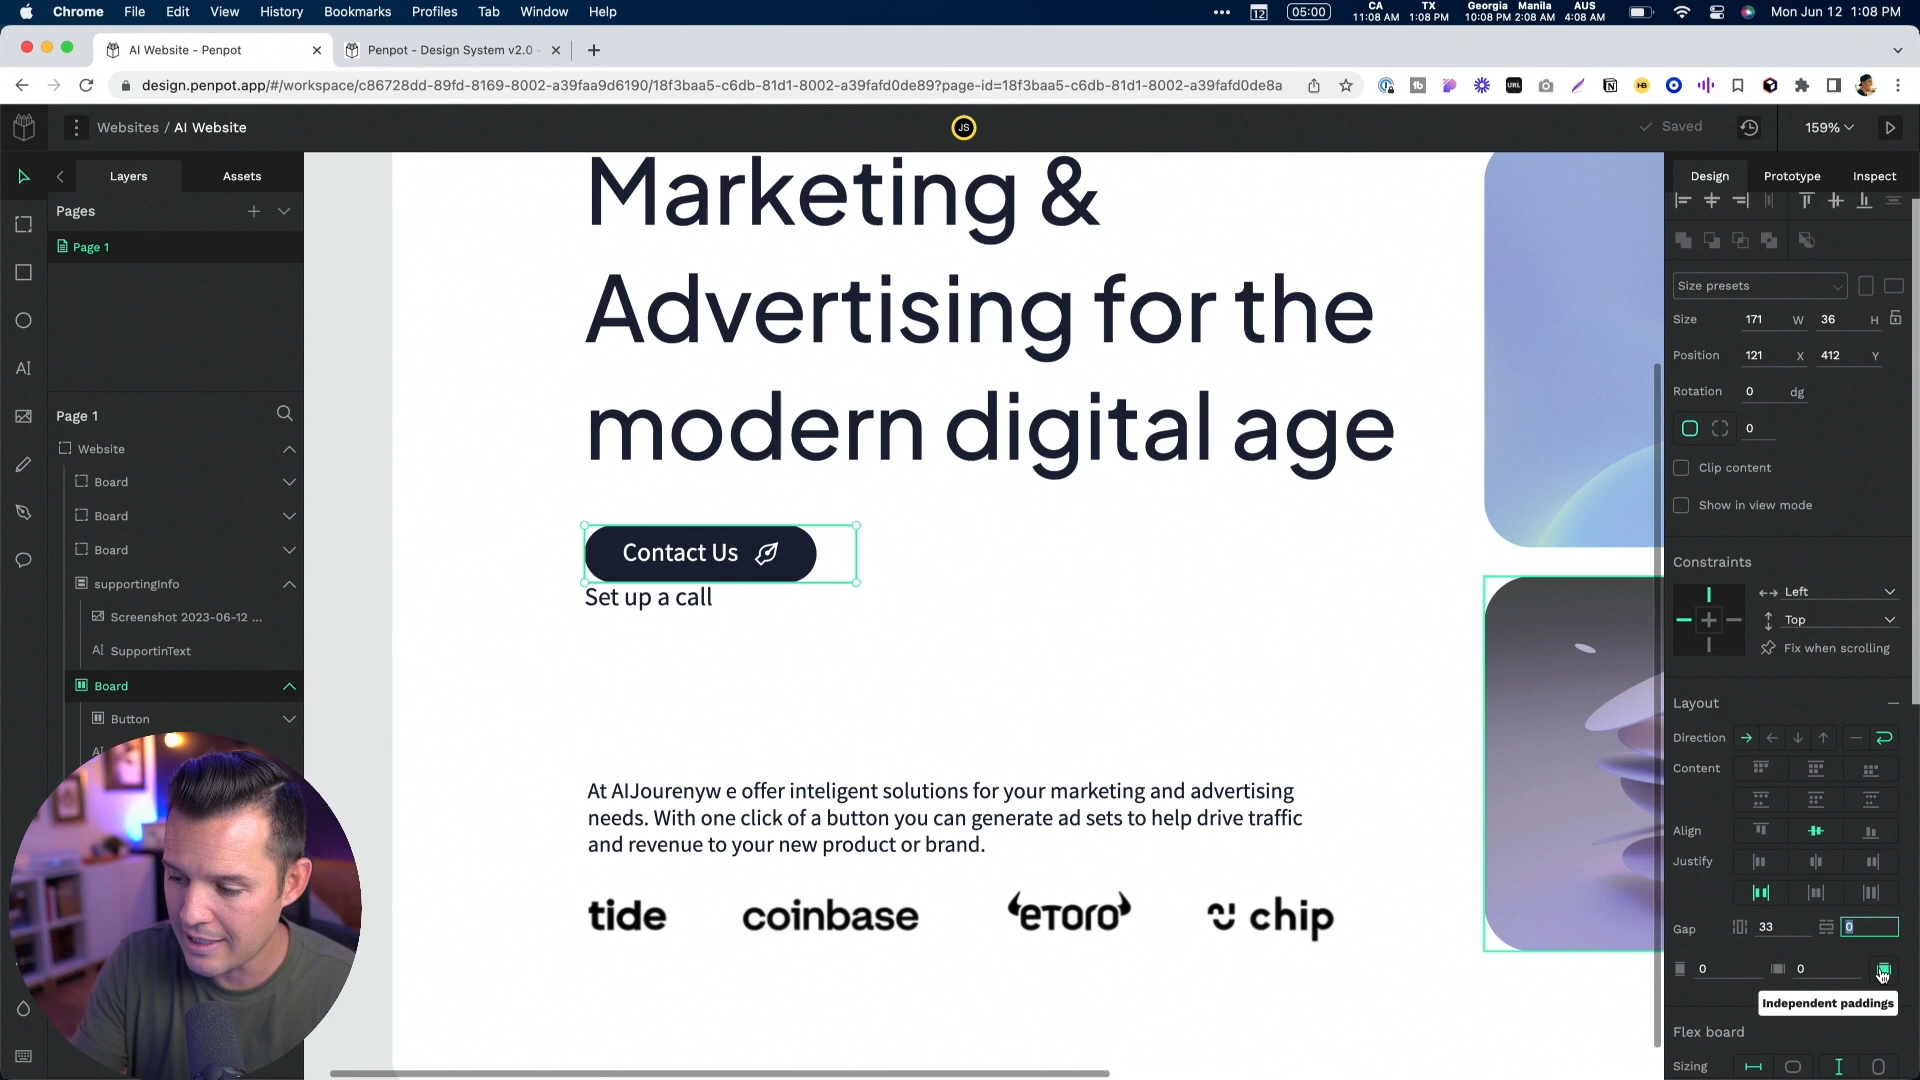 Chrome File Edit View History Bookmarks Profiles Tab Window Help
12 05:00 CA 11:08 AM TX 1:08 PM Georgia 10:08 PM Manila 2:08 AM AUS 4:08 AM Mon Jun 12 1:08 PM
AI Website - Penpot
Penpot - Design System v2.0 -
design.penpot.app/#/workspace/c86728dd-89fd-8169-8002-a39faa9d6190/18f3baa5-c6db-81d1-8002-a39fafd0de89?page-id=18f3baa5-c6db-81d1-8002-a39fafd0de8a
Websites / AI Website
JS
Saved
159%
Layers Assets
Design Prototype Inspect
Pages
Page 1
Page 1
Website
Board
Board
Board
supportingInfo
Screenshot 2023-06-12 ...
SupportinText
Board
Button
Marketing &
Advertising for the
modern digital age
Contact Us
Set up a call
At AIJourenyw e offer inteligent solutions for your marketing and advertising
needs. With one click of a button you can generate ad sets to help drive traffic
and revenue to your new product or brand.
tide coinbase eTORO chip
Size presets
Size 171 W 36 H
Position 121 X 412 Y
Rotation 0 dg
0
Clip content
Show in view mode
Constraints
Left
Top
Fix when scrolling
Layout
Direction
Content
Align
Justify
Gap 33 0
0 0
Independent paddings
Flex board
Sizing